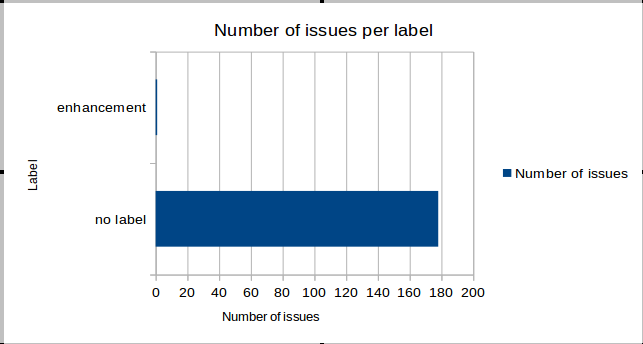 Number of issues per label
enhancement
Label
Number of issues
no label
0 20 40 60 80 100 120 140 160 180 200
Number of issues